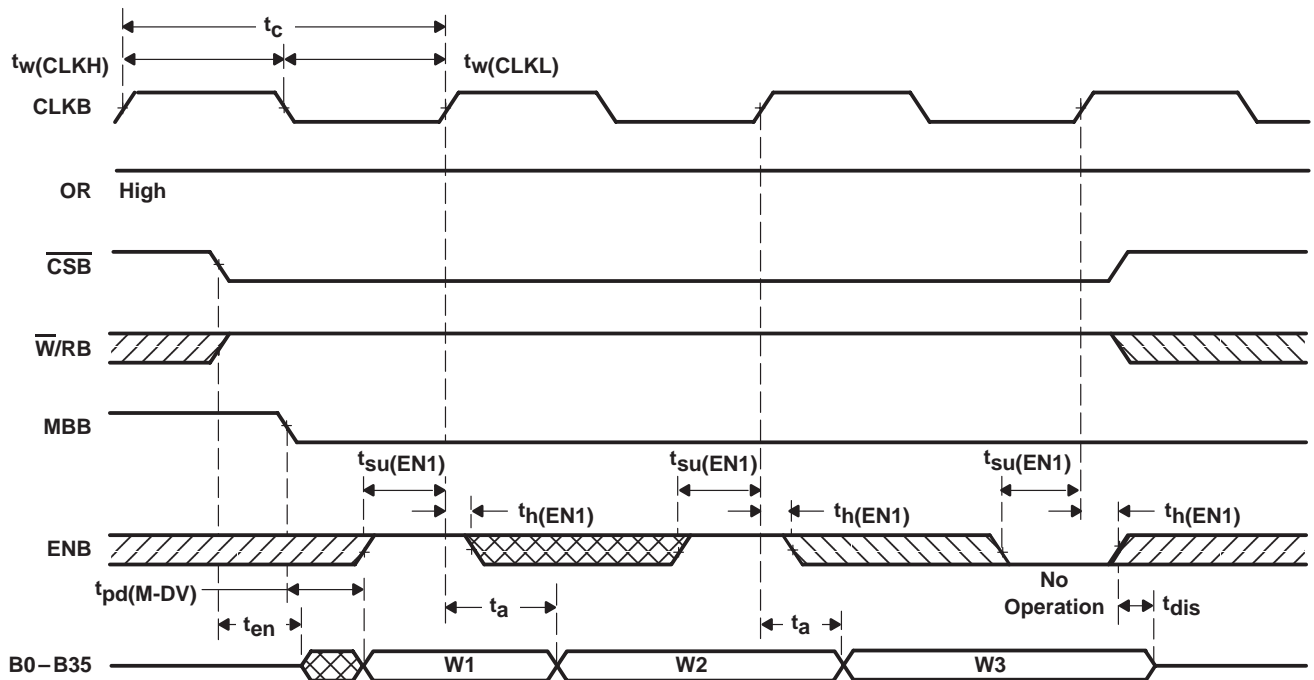 tc
tw(CLKH)
tw(CLKL)
CLKB
OR High
CSB
W/RB
MBB
tsu(EN1) tsu(EN1) tsu(EN1)
th(EN1) th(EN1) th(EN1)
ENB
No
Operation
tpd(M-DV)
ta
ta
tdis
ten
B0–B35 W1 W2 W3